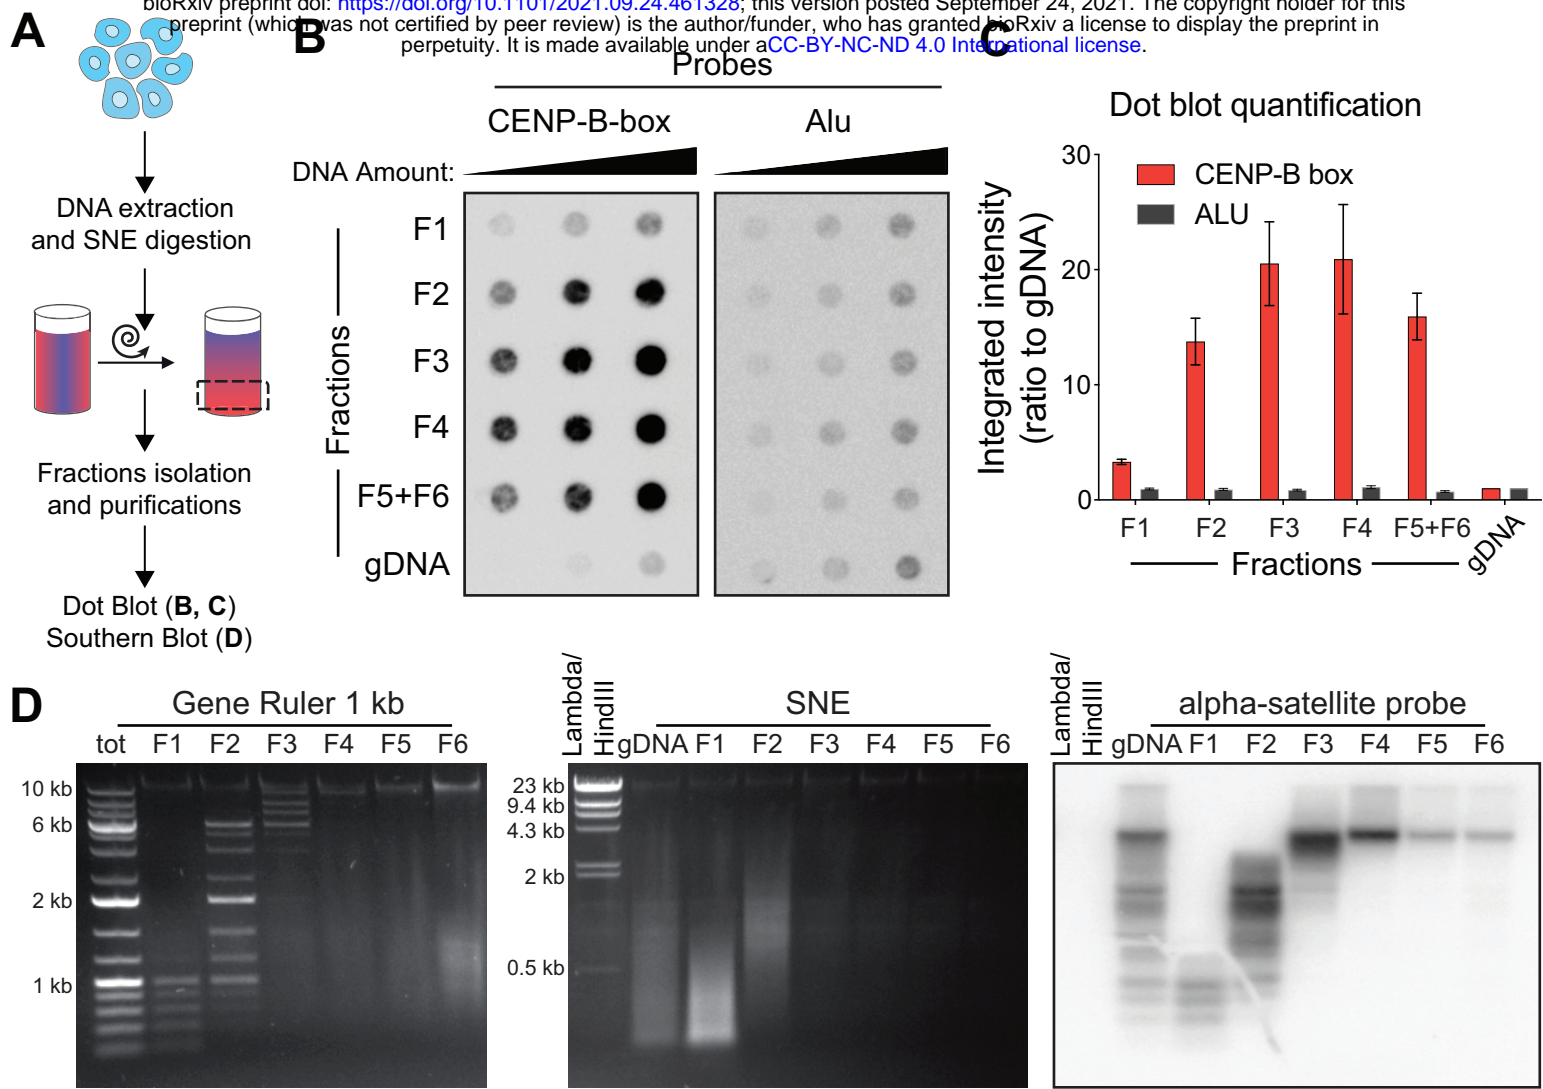 bioRxiv preprint doi: https://doi.org/10.1101/2021.09.24.461328; this version posted September 24, 2021. The copyright holder for this
preprint (which was not certified by peer review) is the author/funder, who has granted bioRxiv a license to display the preprint in
perpetuity. It is made available under aCC-BY-NC-ND 4.0 International license.
A
DNA extraction
and SNE digestion
Fractions isolation
and purifications
Dot Blot (B, C)
Southern Blot (D)
B
Probes
CENP-B-box Alu
DNA Amount:
Fractions
F1
F2
F3
F4
F5+F6
gDNA
C
Dot blot quantification
Integrated intensity
(ratio to gDNA)
30
20
10
0
CENP-B box
ALU
F1 F2 F3 F4 F5+F6 gDNA
Fractions
D
Gene Ruler 1 kb
tot F1 F2 F3 F4 F5 F6
10 kb
6 kb
2 kb
1 kb
Lambda/
HindIII
SNE
gDNA F1 F2 F3 F4 F5 F6
23 kb
9.4 kb
4.3 kb
2 kb
0.5 kb
Lambda/
HindIII
alpha-satellite probe
gDNA F1 F2 F3 F4 F5 F6